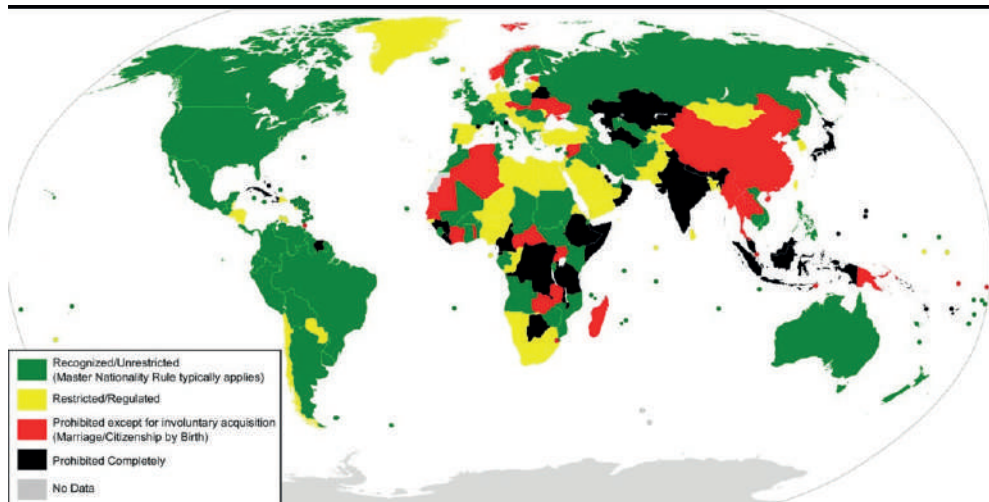 Recognized/Unrestricted
(Master Nationality Rule typically applies)
Restricted/Regulated
Prohibited except for involuntary acquisition
(Marriage/Citizenship by Birth)
Prohibited Completely
No Data